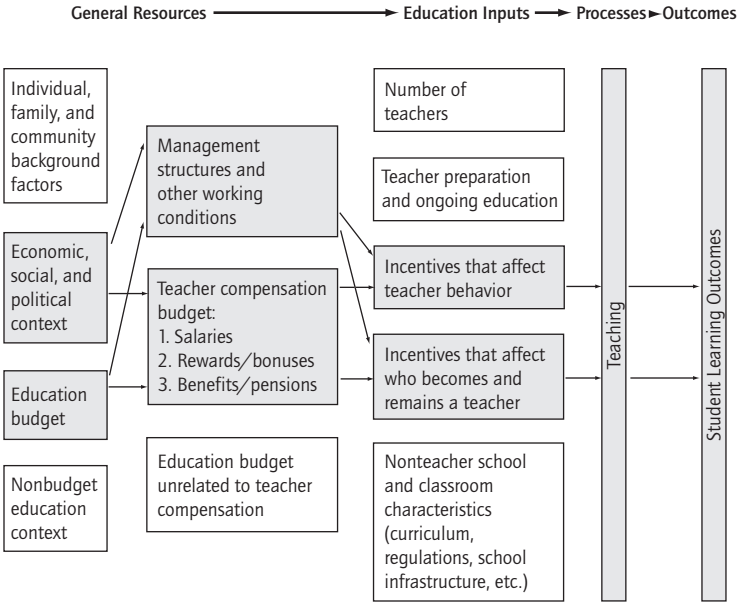 General Resources
Education Inputs
Processes
Outcomes
Individual,
family, and
community
background
factors
Economic,
social, and
political
context
Education
budget
Nonbudget
education
context
Management
structures and
other working
conditions
Teacher compensation
budget:
1. Salaries
2. Rewards/bonuses
3. Benefits/pensions
Education budget
unrelated to teacher
compensation
Number of
teachers
Teacher preparation
and ongoing education
Incentives that affect
teacher behavior
Incentives that affect
who becomes and
remains a teacher
Nonteacher school
and classroom
characteristics
(curriculum,
regulations, school
infrastructure, etc.)
Teaching
Student Learning Outcomes